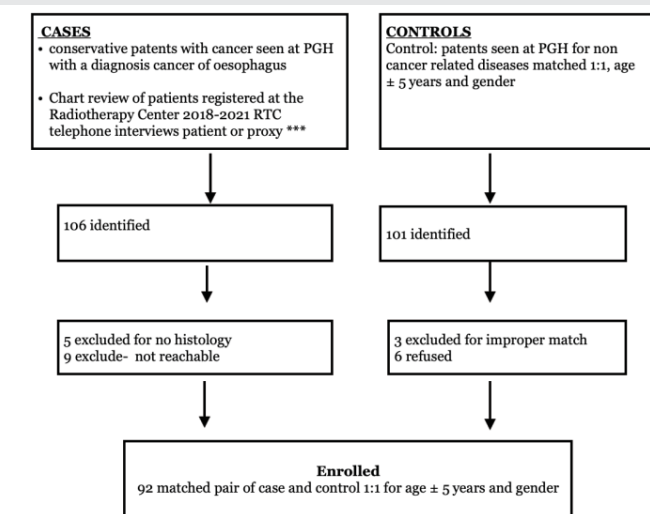 CASES
• conservative patents with cancer seen at PGH
with a diagnosis cancer of oesophagus
• Chart review of patients registered at the
Radiotherapy Center 2018-2021 RTC
telephone interviews patient or proxy ***
CONTROLS
Control: patents seen at PGH for non
cancer related diseases matched 1:1, age
± 5 years and gender
106 identified
101 identified
5 excluded for no histology
9 exclude- not reachable
3 excluded for improper match
6 refused
Enrolled
92 matched pair of case and control 1:1 for age ± 5 years and gender